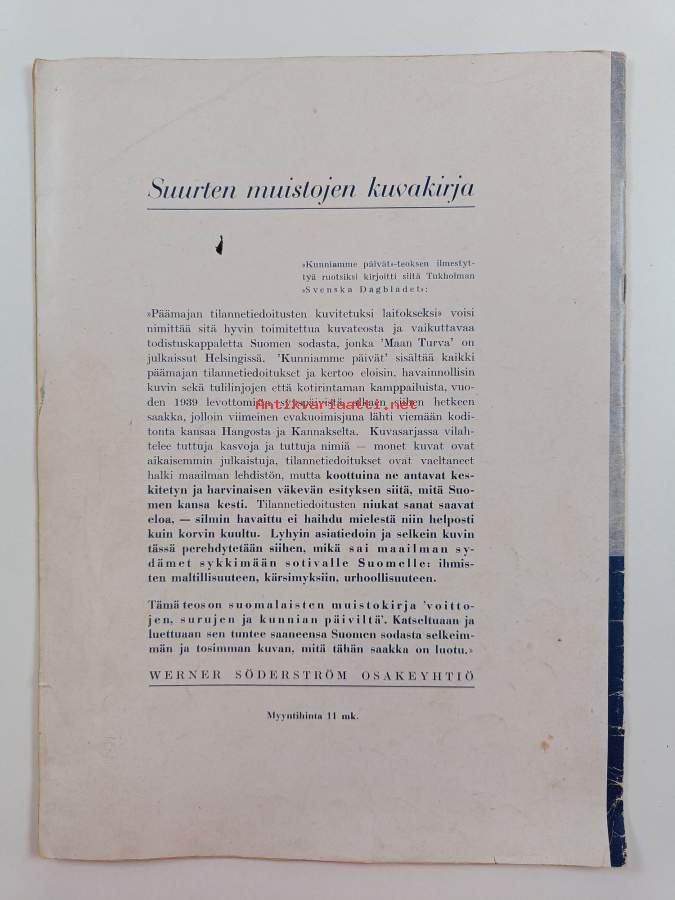 Suurten muistojen kuvakirja
»Kunniamme päivät»-teoksen ilmestyt-
tyä ruotsiksi kirjoitti siitä Tukholman
»Svenska Dagbladet»:
»Päämajan tilannetiedoitusten kuvitetuksi laitokseksi» voisi
nimittää sitä hyvin toimitettua kuvateosta ja vaikuttavaa
todistuskappaletta Suomen sodasta, jonka 'Maan Turva' on
julkaissut Helsingissä. 'Kunniamme päivät' sisältää kaikki
päämajan tilannetiedoitukset ja kertoo eloisin, havainnollisin
kuvin sekä tulilinjojen että kotirintaman kamppailuista, vuo-
den 1939 levottomista syyspäivistä alkaen siihen hetkeen
Antikvariaatti.net
saakka, jolloin viimeinen evakuoimisjuna lähti viemään kodi-
tonta kansaa Hangosta ja Kannakselta. Kuvasarjassa vilah-
telee tuttuja kasvoja ja tuttuja nimiä — monet kuvat ovat
aikaisemmin julkaistuja, tilannetiedoitukset ovat vaeltaneet
halki maailman lehdistön, mutta koottuina ne antavat kes-
kitetyn ja harvinaisen väkevän esityksen siitä, mitä Suo-
men kansa kesti. Tilannetiedoitusten niukat sanat saavat
eloa, — silmin havaittu ei haihdu mielestä niin helposti
kuin korvin kuultu. Lyhyin asiatiedoin ja selkein kuvin
tässä perehdytetään siihen, mikä sai maailman sy-
dämet sykkimään sotivalle Suomelle: ihmis-
ten maltillisuuteen, kärsimyksiin, urhoollisuuteen.
Tämä teos on suomalaisten muistokirja 'voitto-
jen, surujen ja kunnian päiviltä'. Katseltuaan ja
luettuaan sen tuntee saaneensa Suomen sodasta selkeim-
män ja tosimman kuvan, mitä tähän saakka on luotu.»
WERNER SÖDERSTRÖM OSAKEYHTIÖ
Myyntihinta 11 mk.